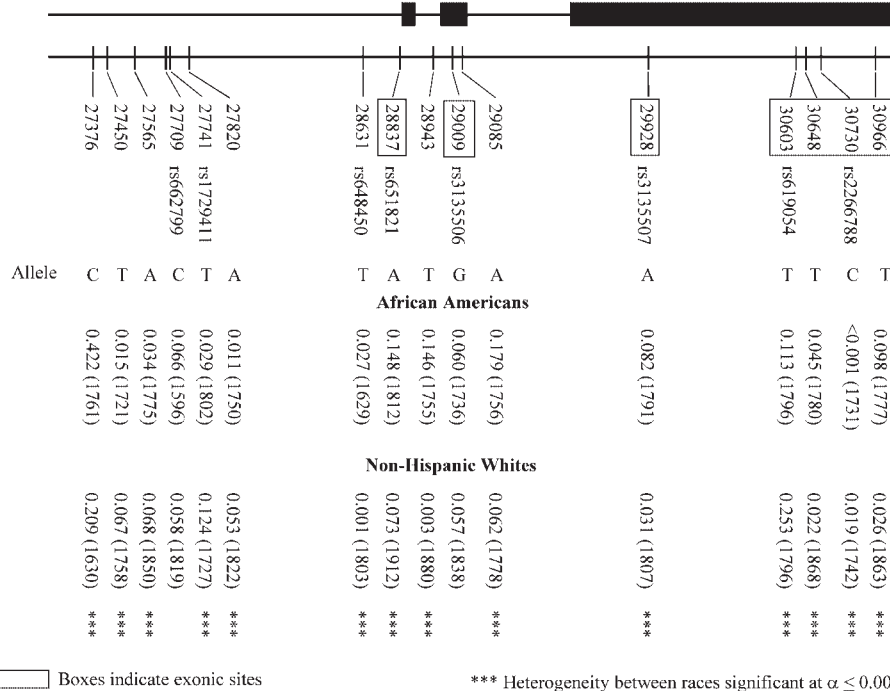 27376 27450 27565 27709 27741 27820 28631 28837 28943 29009 29085 29928 30603 30648 30730 30966
rs662799 rs1729411 rs648450 rs651821 rs3135506 rs3135507 rs619054 rs2266788
Allele C T A C T A T A T G A A T T C T
African Americans
0.422 (1761) 0.015 (1721) 0.034 (1775) 0.066 (1596) 0.029 (1802) 0.011 (1750) 0.027 (1629) 0.148 (1812) 0.146 (1755) 0.060 (1736) 0.179 (1756) 0.082 (1791) 0.113 (1796) 0.045 (1780) <0.001 (1731) 0.098 (1777)
Non-Hispanic Whites
0.209 (1630) 0.067 (1758) 0.068 (1850) 0.058 (1819) 0.124 (1727) 0.053 (1822) 0.001 (1803) 0.073 (1912) 0.003 (1880) 0.057 (1838) 0.062 (1778) 0.031 (1807) 0.253 (1796) 0.022 (1868) 0.019 (1742) 0.026 (1863)
*** *** *** *** *** *** *** *** *** *** *** *** *** ***
Boxes indicate exonic sites
*** Heterogeneity between races significant at α ≤ 0.00